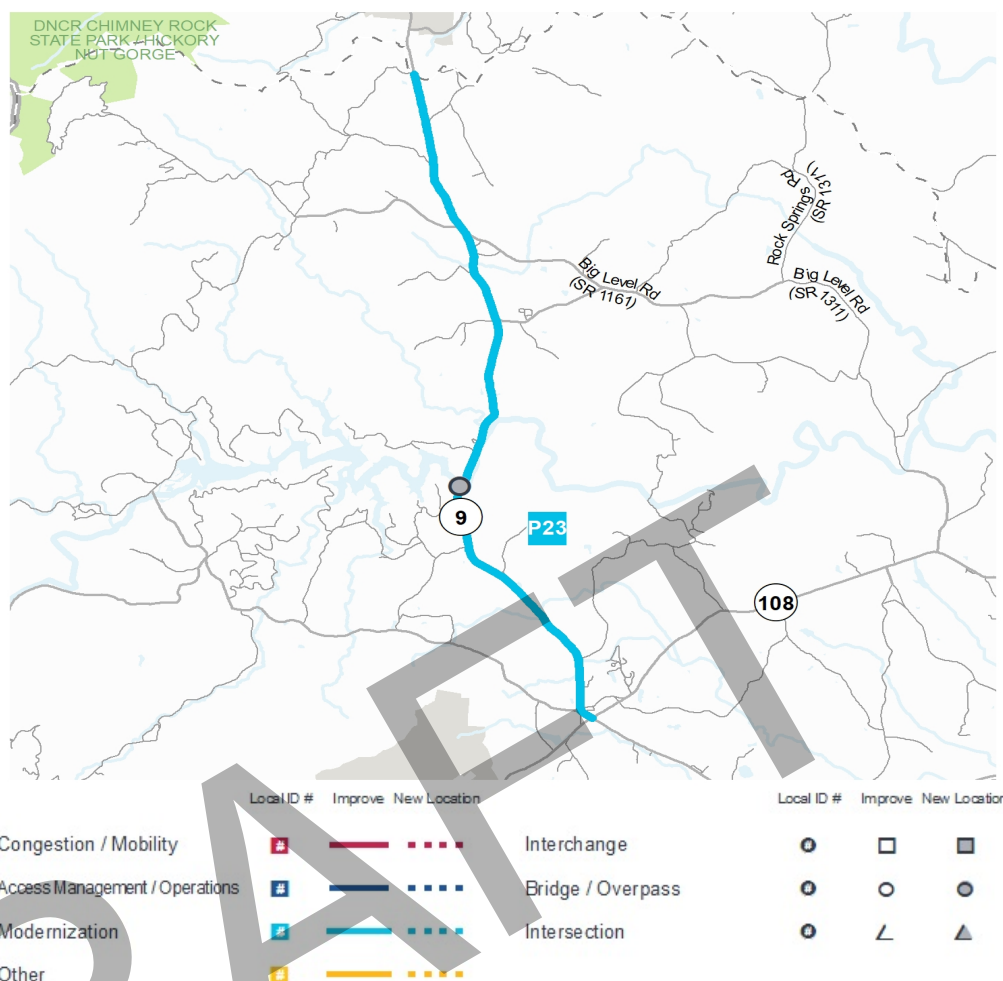 DNCR CHIMNEY ROCK
STATE PARK / HICKORY
NUT GORGE
Rock Springs Rd
(SR 1371)
Big Level Rd
(SR 1161)
Big Level Rd
(SR 1311)
9
P23
108
DRAFT
Local ID # Improve New Location
Local ID # Improve New Location
Congestion / Mobility #
Interchange #
Access Management / Operations #
Bridge / Overpass #
Modernization #
Intersection #
Other #